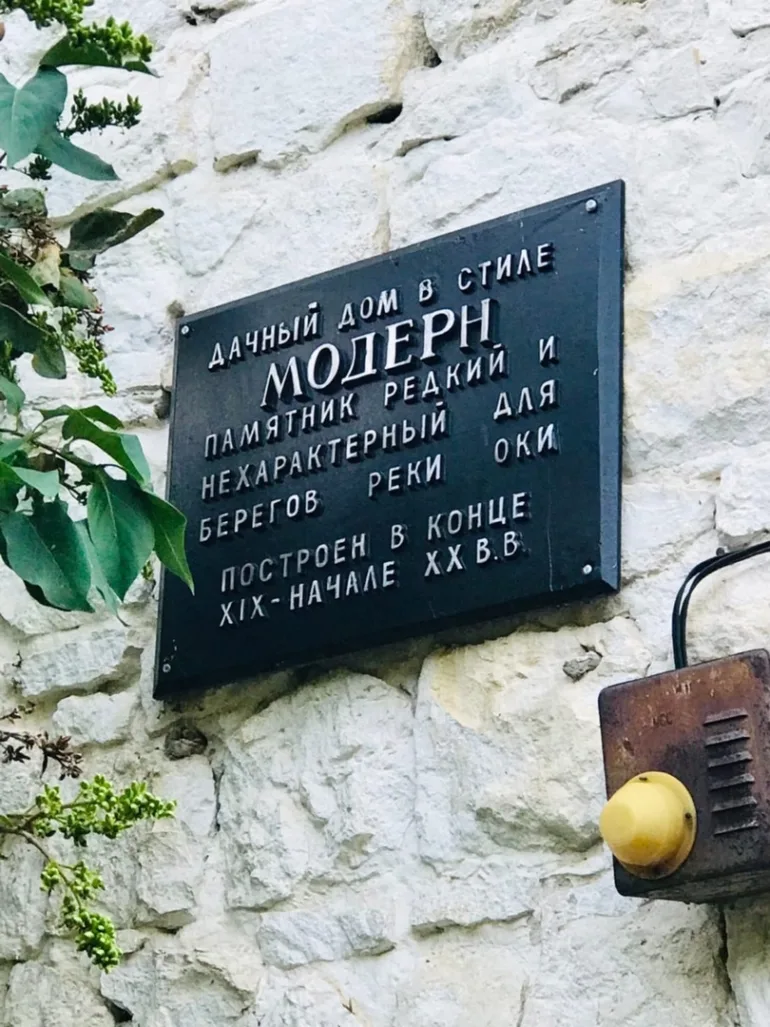 ДАЧНЫЙ ДОМ В СТИЛЕ
МОДЕРН
ПАМЯТНИК РЕДКИЙ И
НЕХАРАКТЕРНЫЙ ДЛЯ
БЕРЕГОВ РЕКИ ОКИ
ПОСТРОЕН В КОНЦЕ
XIX-НАЧАЛЕ XX В.В.